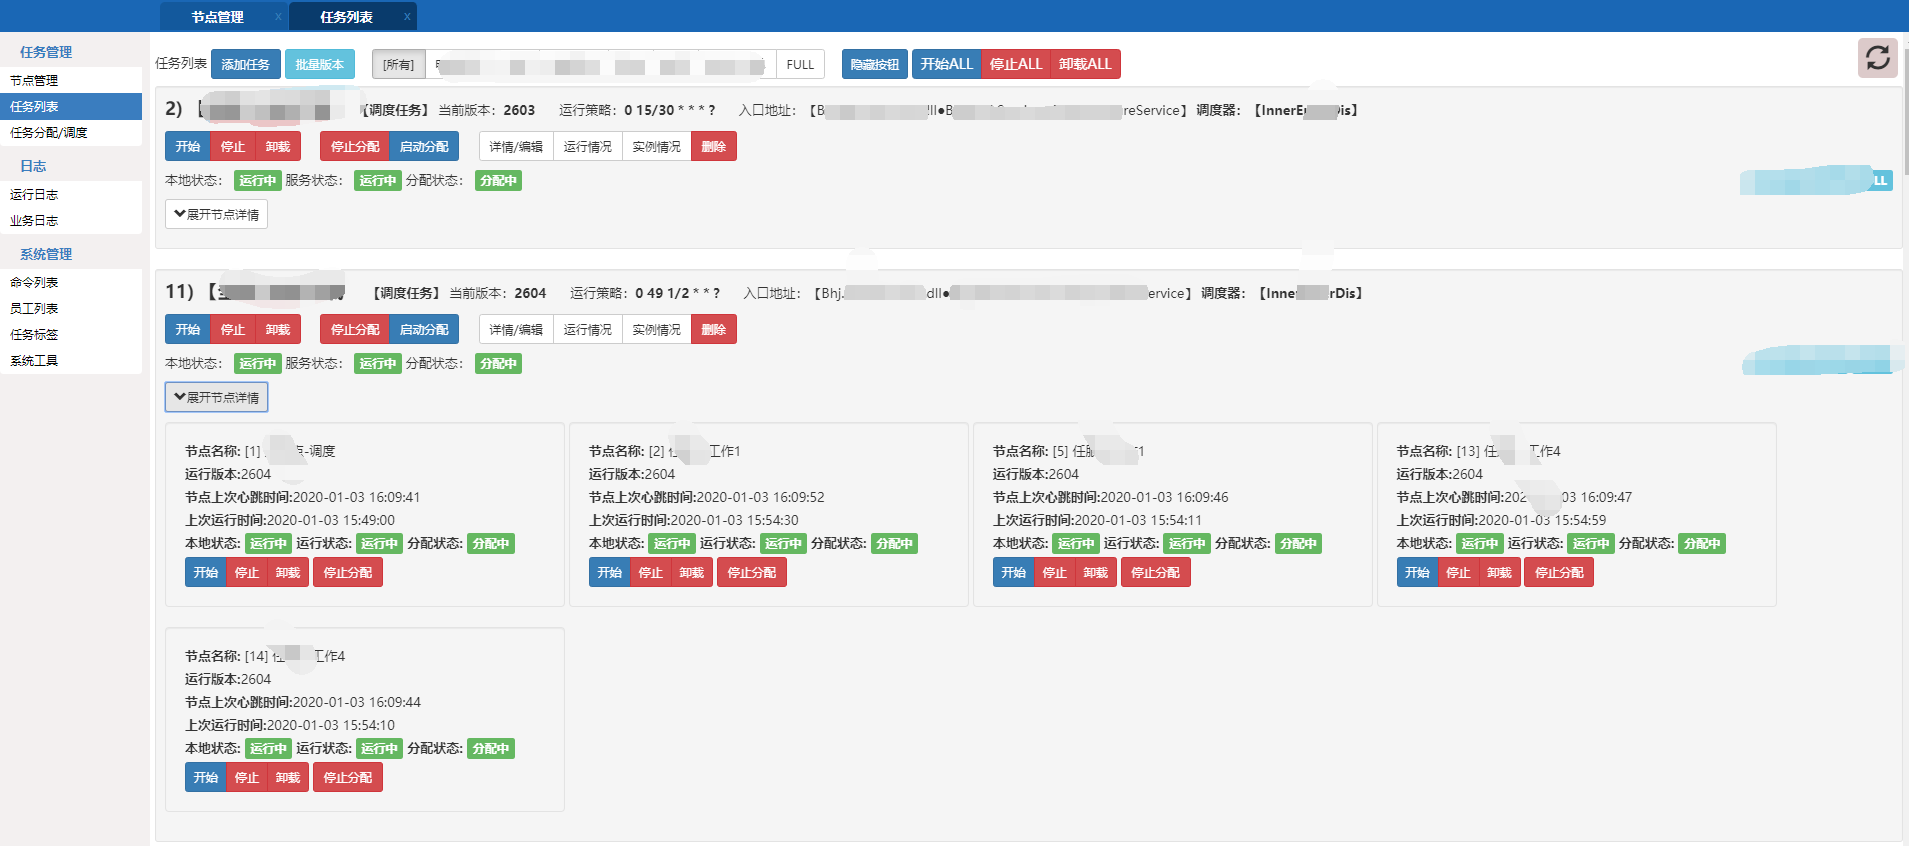 节点管理 x 任务列表 x
任务管理
节点管理
任务列表
任务分配/调度
日志
运行日志
业务日志
系统管理
命令列表
员工列表
任务标签
系统工具
任务列表 添加任务 批量版本 [所有] FULL 隐藏按钮 开始ALL 停止ALL 卸载ALL
2) 【 【调度任务】 当前版本: 2603 运行策略: 0 15/30 * * * ? 入口地址: 【B ll●B reService】 调度器: 【InnerE Dis】
开始 停止 卸载 停止分配 启动分配 详情/编辑 运行情况 实例情况 删除
本地状态: 运行中 服务状态: 运行中 分配状态: 分配中
LL
展开节点详情
11) 【 【调度任务】 当前版本: 2604 运行策略: 0 49 1/2 * * ? 入口地址: 【Bhj. dll● ervice】 调度器: 【Inne rDis】
开始 停止 卸载 停止分配 启动分配 详情/编辑 运行情况 实例情况 删除
本地状态: 运行中 服务状态: 运行中 分配状态: 分配中
展开节点详情
节点名称: [1] 点-调度
运行版本:2604
节点上次心跳时间:2020-01-03 16:09:41
上次运行时间:2020-01-03 15:49:00
本地状态: 运行中 运行状态: 运行中 分配状态: 分配中
开始 停止 卸载 停止分配
节点名称: [2] 任 工作1
运行版本:2604
节点上次心跳时间:2020-01-03 16:09:52
上次运行时间:2020-01-03 15:54:30
本地状态: 运行中 运行状态: 运行中 分配状态: 分配中
开始 停止 卸载 停止分配
节点名称: [5] 任 1
运行版本:2604
节点上次心跳时间:2020-01-03 16:09:46
上次运行时间:2020-01-03 15:54:11
本地状态: 运行中 运行状态: 运行中 分配状态: 分配中
开始 停止 卸载 停止分配
节点名称: [13] 任 工作4
运行版本:2604
节点上次心跳时间:202 03 16:09:47
上次运行时间:2020-01-03 15:54:59
本地状态: 运行中 运行状态: 运行中 分配状态: 分配中
开始 停止 卸载 停止分配
节点名称: [14] 任 工作4
运行版本:2604
节点上次心跳时间:2020-01-03 16:09:44
上次运行时间:2020-01-03 15:54:10
本地状态: 运行中 运行状态: 运行中 分配状态: 分配中
开始 停止 卸载 停止分配